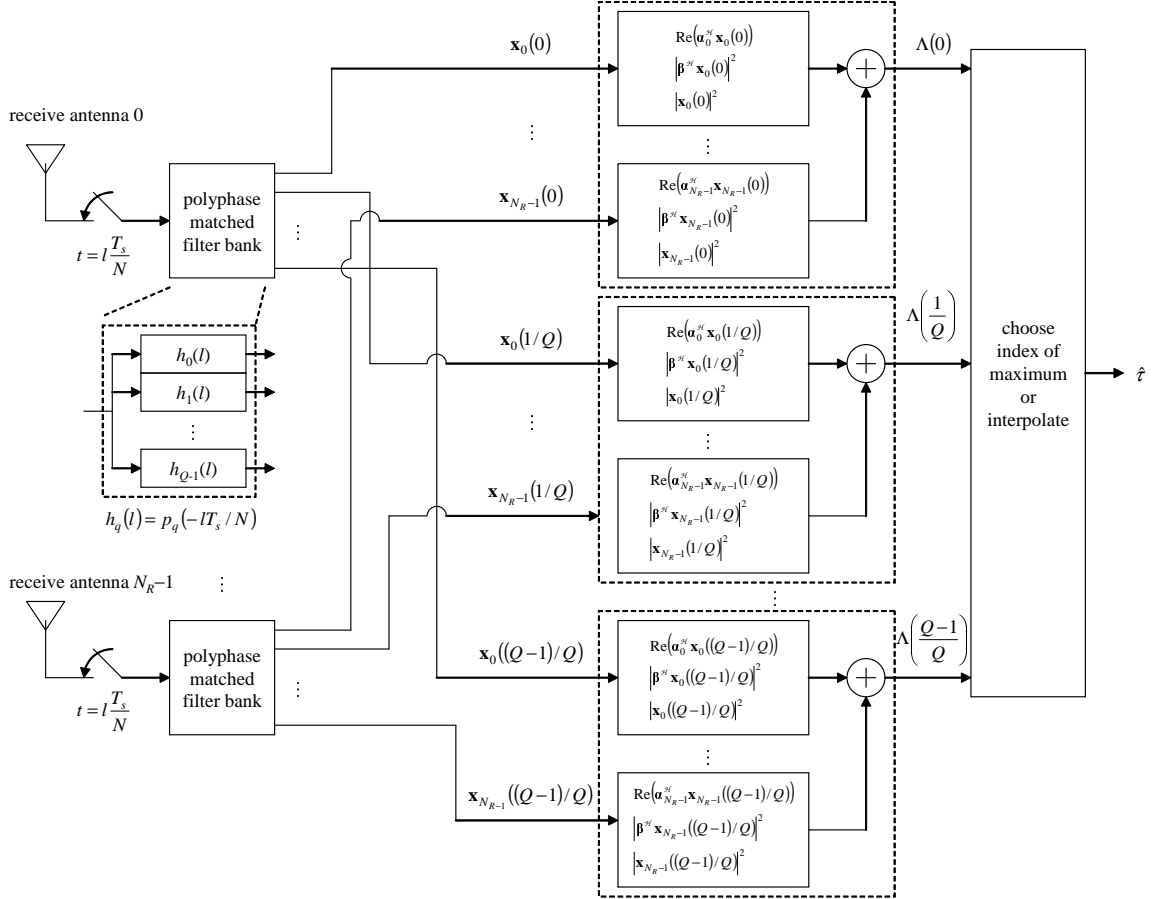 receive antenna 0
t = l T_s/N
polyphase
matched
filter bank
⋮
h_0(l)
h_1(l)
⋮
h_{Q-1}(l)
h_q(l) = p_q(−lT_s/N)
receive antenna N_R−1
⋮
t = l T_s/N
polyphase
matched
filter bank
⋮
x_0(0)
⋮
x_{N_R−1}(0)
x_0(1/Q)
⋮
x_{N_R−1}(1/Q)
x_0((Q−1)/Q)
x_{N_R−1}((Q−1)/Q)
Re(α_0^ℋ x_0(0))
|β^ℋ x_0(0)|^2
|x_0(0)|^2
⋮
Re(α_{N_R−1}^ℋ x_{N_R−1}(0))
|β^ℋ x_{N_R−1}(0)|^2
|x_{N_R−1}(0)|^2
+
Λ(0)
Re(α_0^ℋ x_0(1/Q))
|β^ℋ x_0(1/Q)|^2
|x_0(1/Q)|^2
⋮
Re(α_{N_R−1}^ℋ x_{N_R−1}(1/Q))
|β^ℋ x_{N_R−1}(1/Q)|^2
|x_{N_R−1}(1/Q)|^2
+
Λ(1/Q)
⋮
Re(α_0^ℋ x_0((Q−1)/Q))
|β^ℋ x_0((Q−1)/Q)|^2
|x_0((Q−1)/Q)|^2
⋮
Re(α_{N_R−1}^ℋ x_{N_R−1}((Q−1)/Q))
|β^ℋ x_{N_R−1}((Q−1)/Q)|^2
|x_{N_R−1}((Q−1)/Q)|^2
+
Λ((Q−1)/Q)
choose
index of
maximum
or
interpolate
τ̂